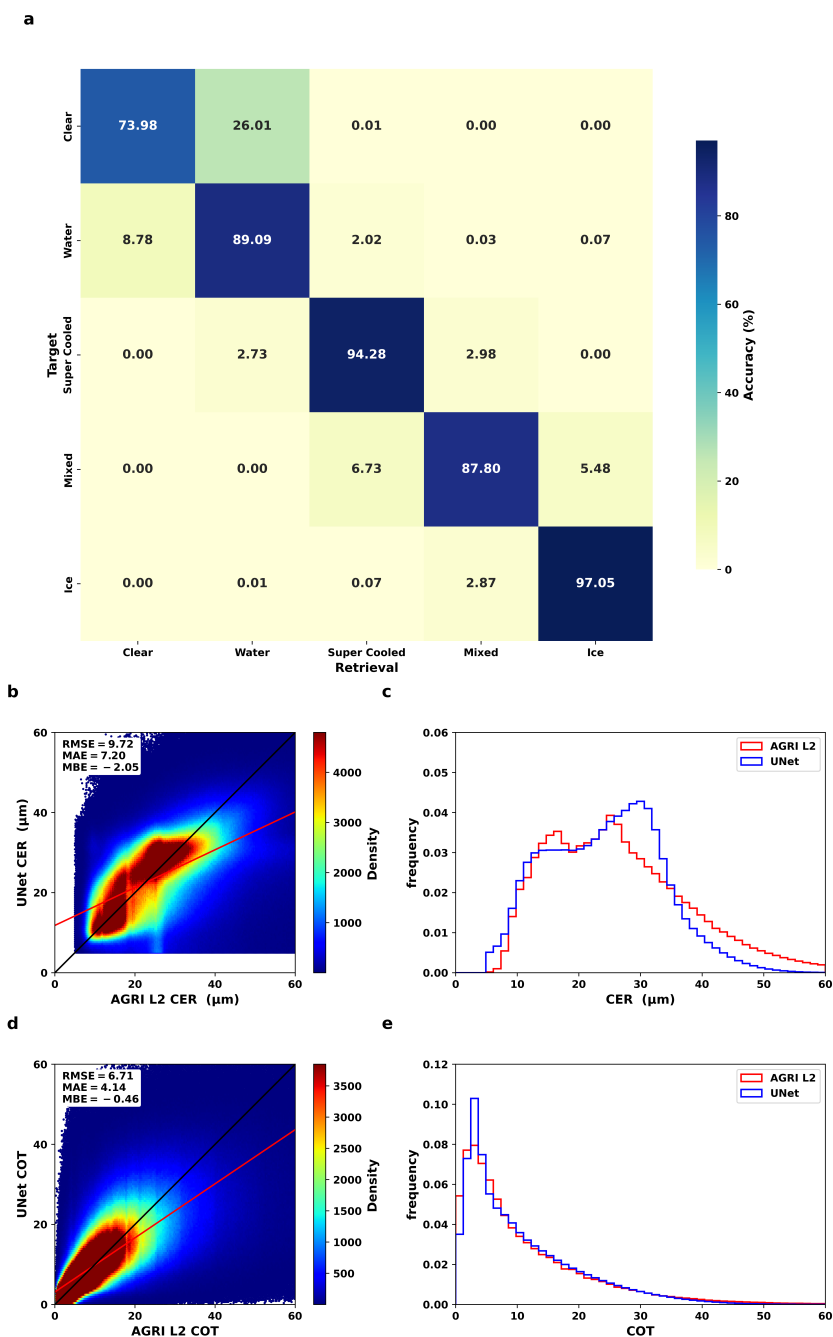 a
Clear
73.98 26.01 0.01 0.00 0.00
Water
8.78 89.09 2.02 0.03 0.07
Target
Super Cooled
0.00 2.73 94.28 2.98 0.00
Mixed
0.00 0.00 6.73 87.80 5.48
Ice
0.00 0.01 0.07 2.87 97.05
Clear Water Super Cooled Mixed Ice
Retrieval
80
60
40
20
0
Accuracy (%)
b
RMSE = 9.72
MAE = 7.20
MBE = −2.05
60
40
20
0
UNet CER (μm)
0 20 40 60
AGRI L2 CER (μm)
4000
3000
2000
1000
Density
c
AGRI L2
UNet
0.06
0.05
0.04
0.03
0.02
0.01
0.00
frequency
0 10 20 30 40 50 60
CER (μm)
d
RMSE = 6.71
MAE = 4.14
MBE = −0.46
60
40
20
0
UNet COT
0 20 40 60
AGRI L2 COT
3500
3000
2500
2000
1500
1000
500
Density
e
AGRI L2
UNet
0.12
0.10
0.08
0.06
0.04
0.02
0.00
frequency
0 10 20 30 40 50 60
COT